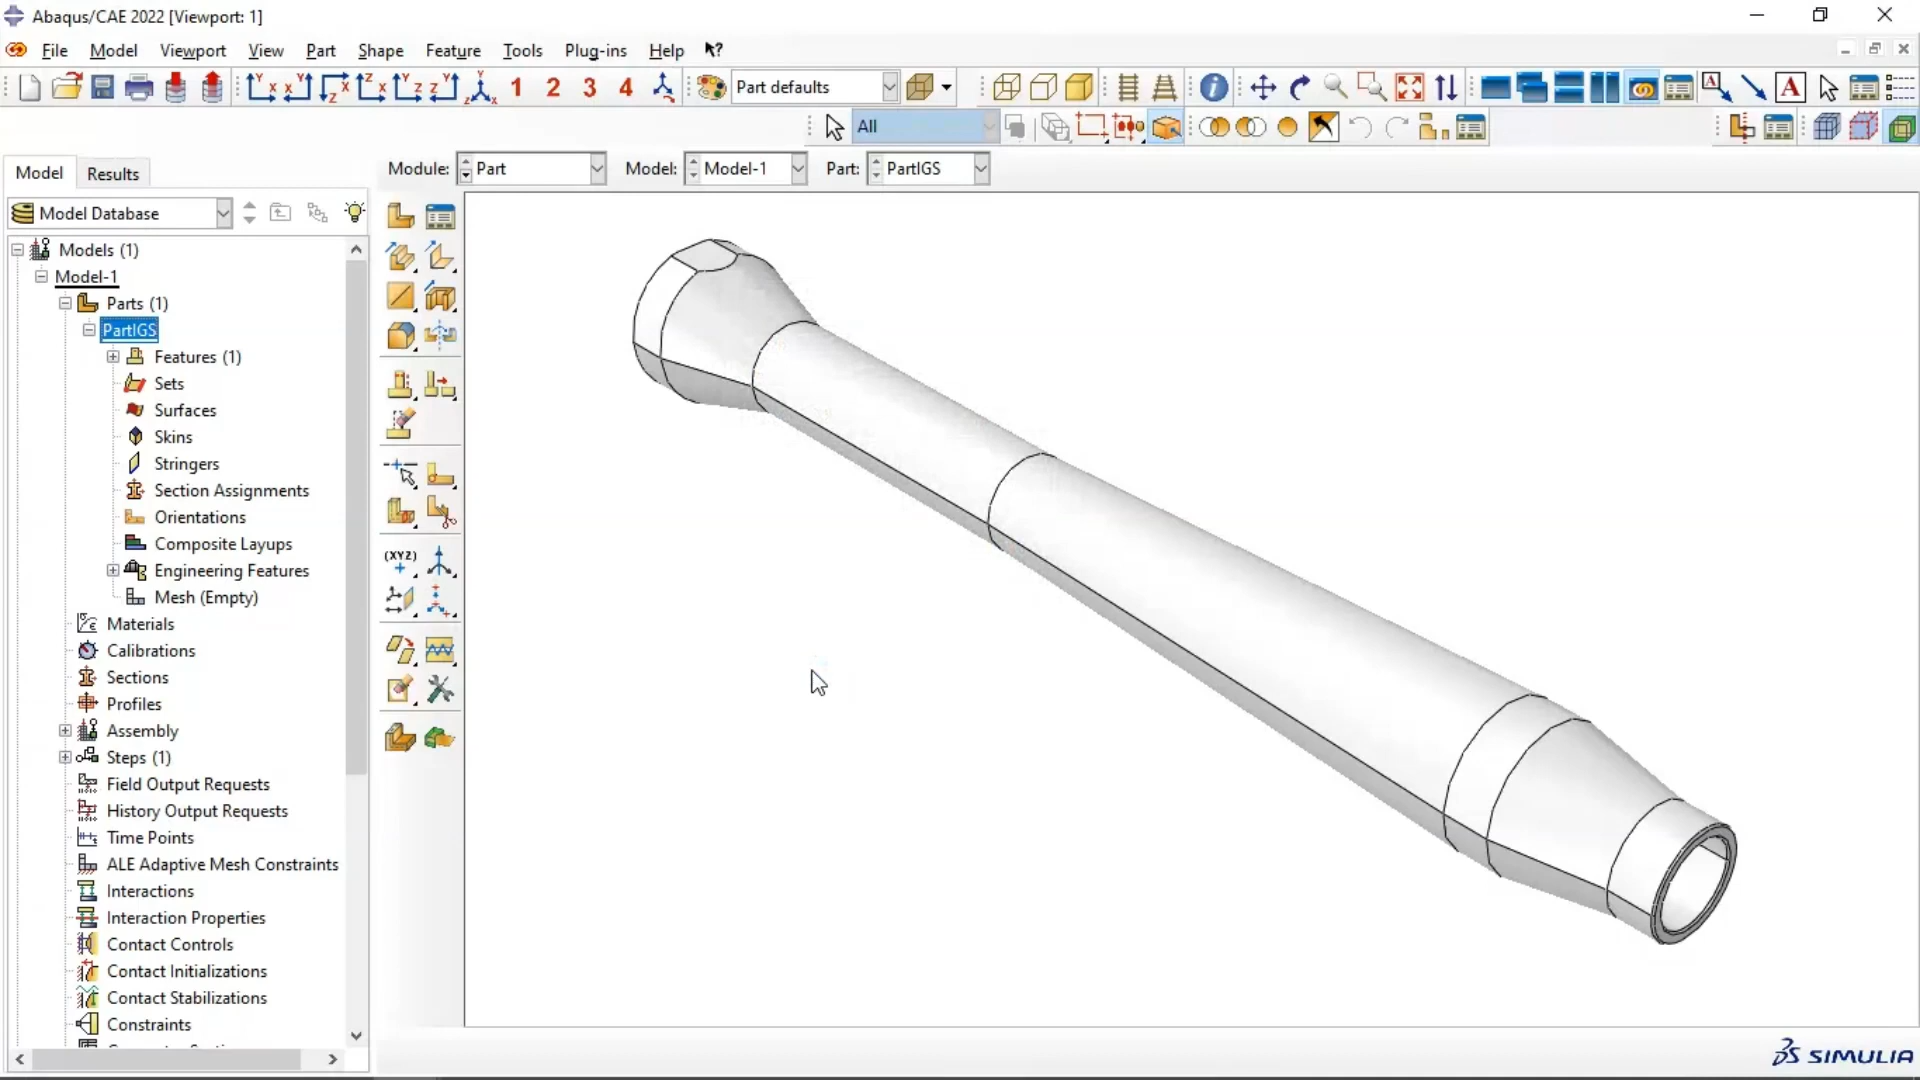 Abaqus/CAE 2022 [Viewport: 1]
File Model Viewport View Part Shape Feature Tools Plug-ins Help
1 2 3 4 Part defaults
All
Model Results
Module: Part Model: Model-1 Part: PartIGS
Model Database
Models (1)
Model-1
Parts (1)
PartIGS
Features (1)
Sets
Surfaces
Skins
Stringers
Section Assignments
Orientations
Composite Layups
Engineering Features
Mesh (Empty)
Materials
Calibrations
Sections
Profiles
Assembly
Steps (1)
Field Output Requests
History Output Requests
Time Points
ALE Adaptive Mesh Constraints
Interactions
Interaction Properties
Contact Controls
Contact Initializations
Contact Stabilizations
Constraints
(XYZ)
SIMULIA